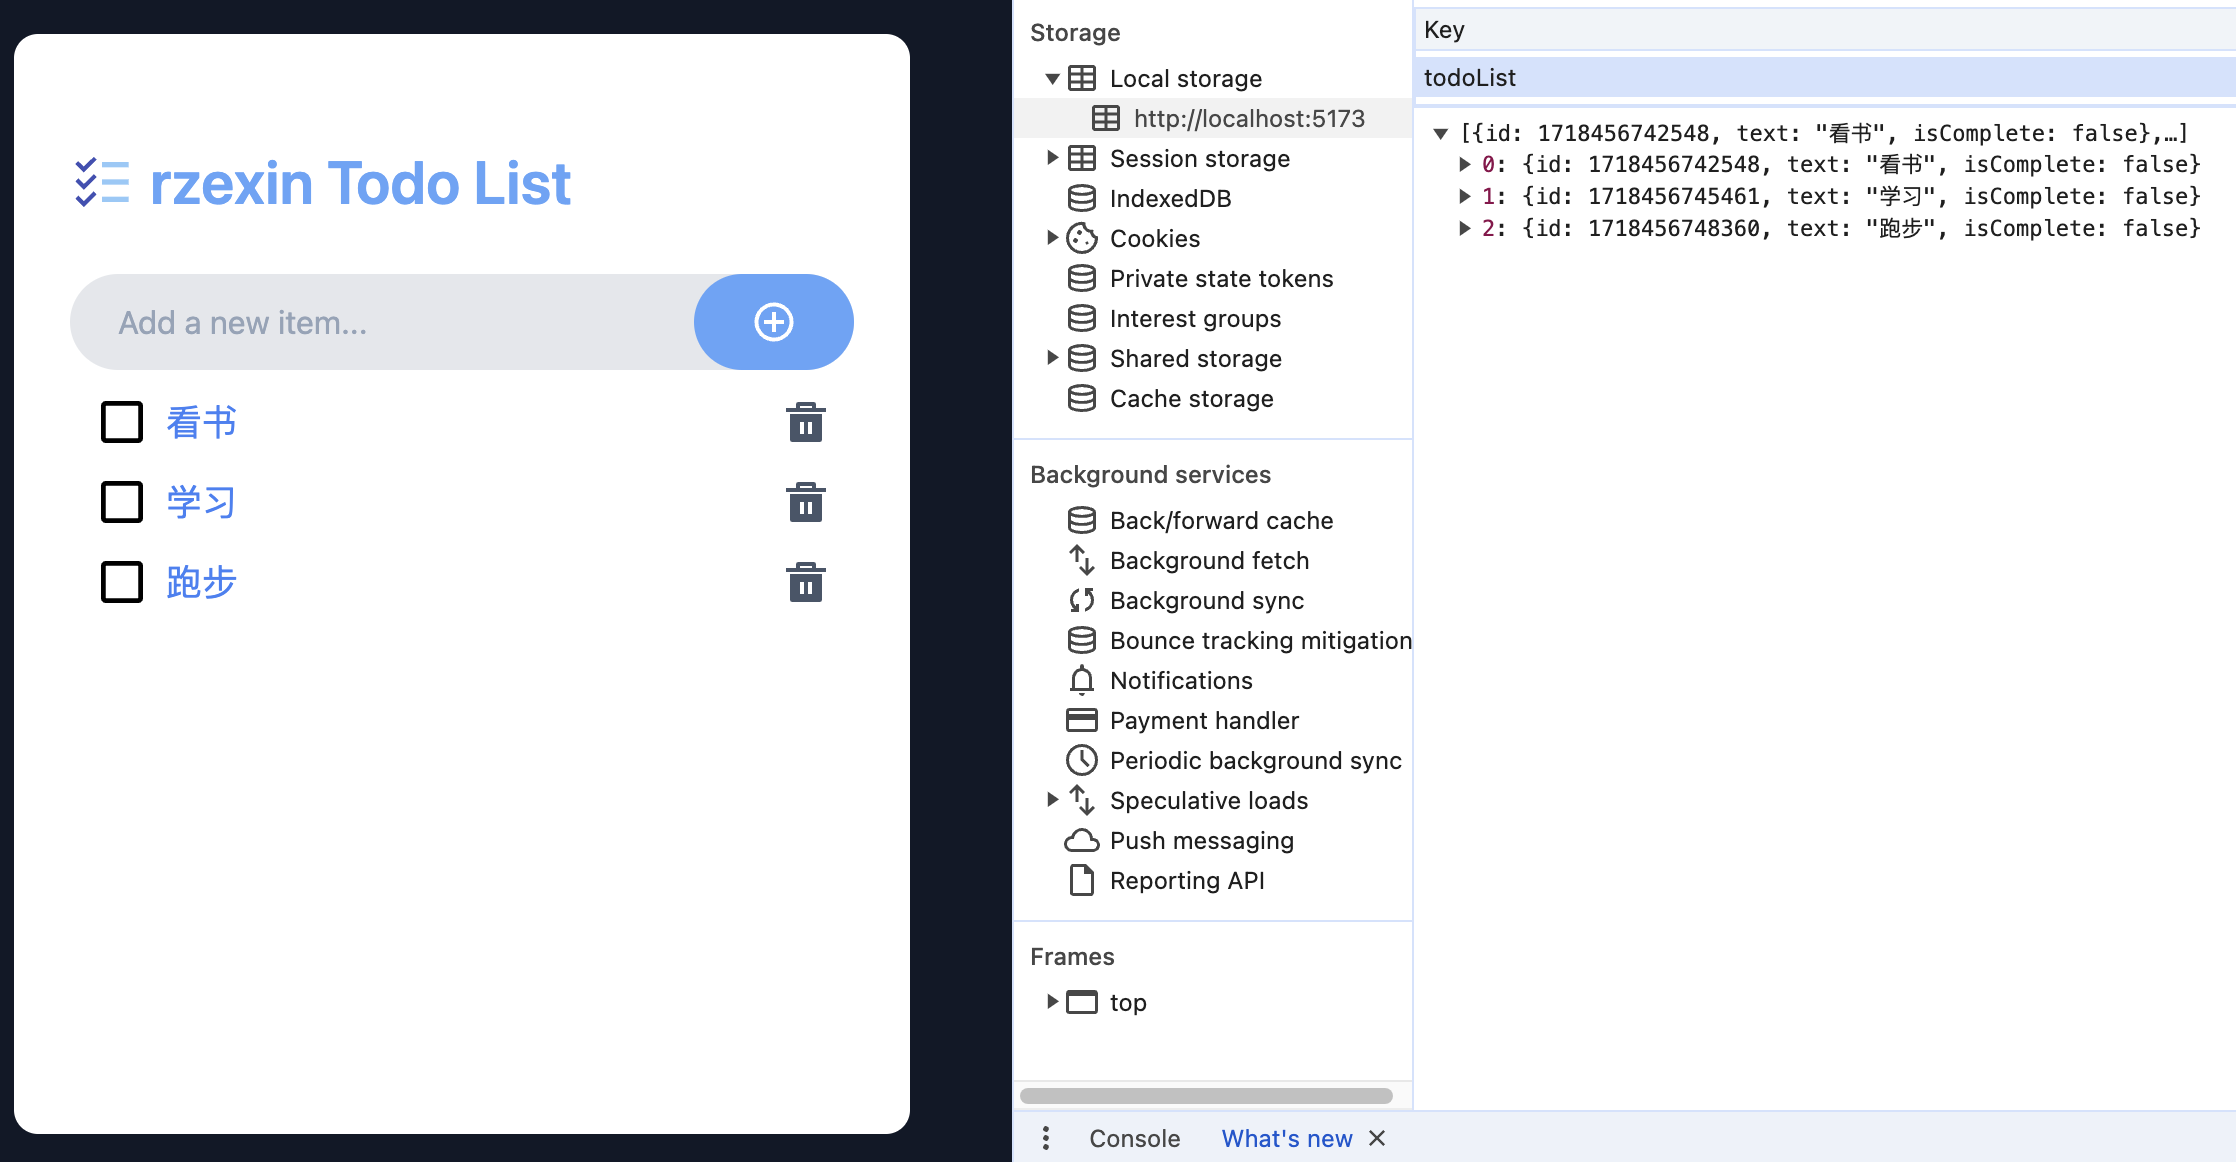 rzexin Todo List
Add a new item...
看书
学习
跑步
Storage
Local storage
http://localhost:5173
Session storage
IndexedDB
Cookies
Private state tokens
Interest groups
Shared storage
Cache storage
Background services
Back/forward cache
Background fetch
Background sync
Bounce tracking mitigation
Notifications
Payment handler
Periodic background sync
Speculative loads
Push messaging
Reporting API
Frames
top
Key
todoList
[{id: 1718456742548, text: "看书", isComplete: false},…]
0: {id: 1718456742548, text: "看书", isComplete: false}
1: {id: 1718456745461, text: "学习", isComplete: false}
2: {id: 1718456748360, text: "跑步", isComplete: false}
Console
What's new